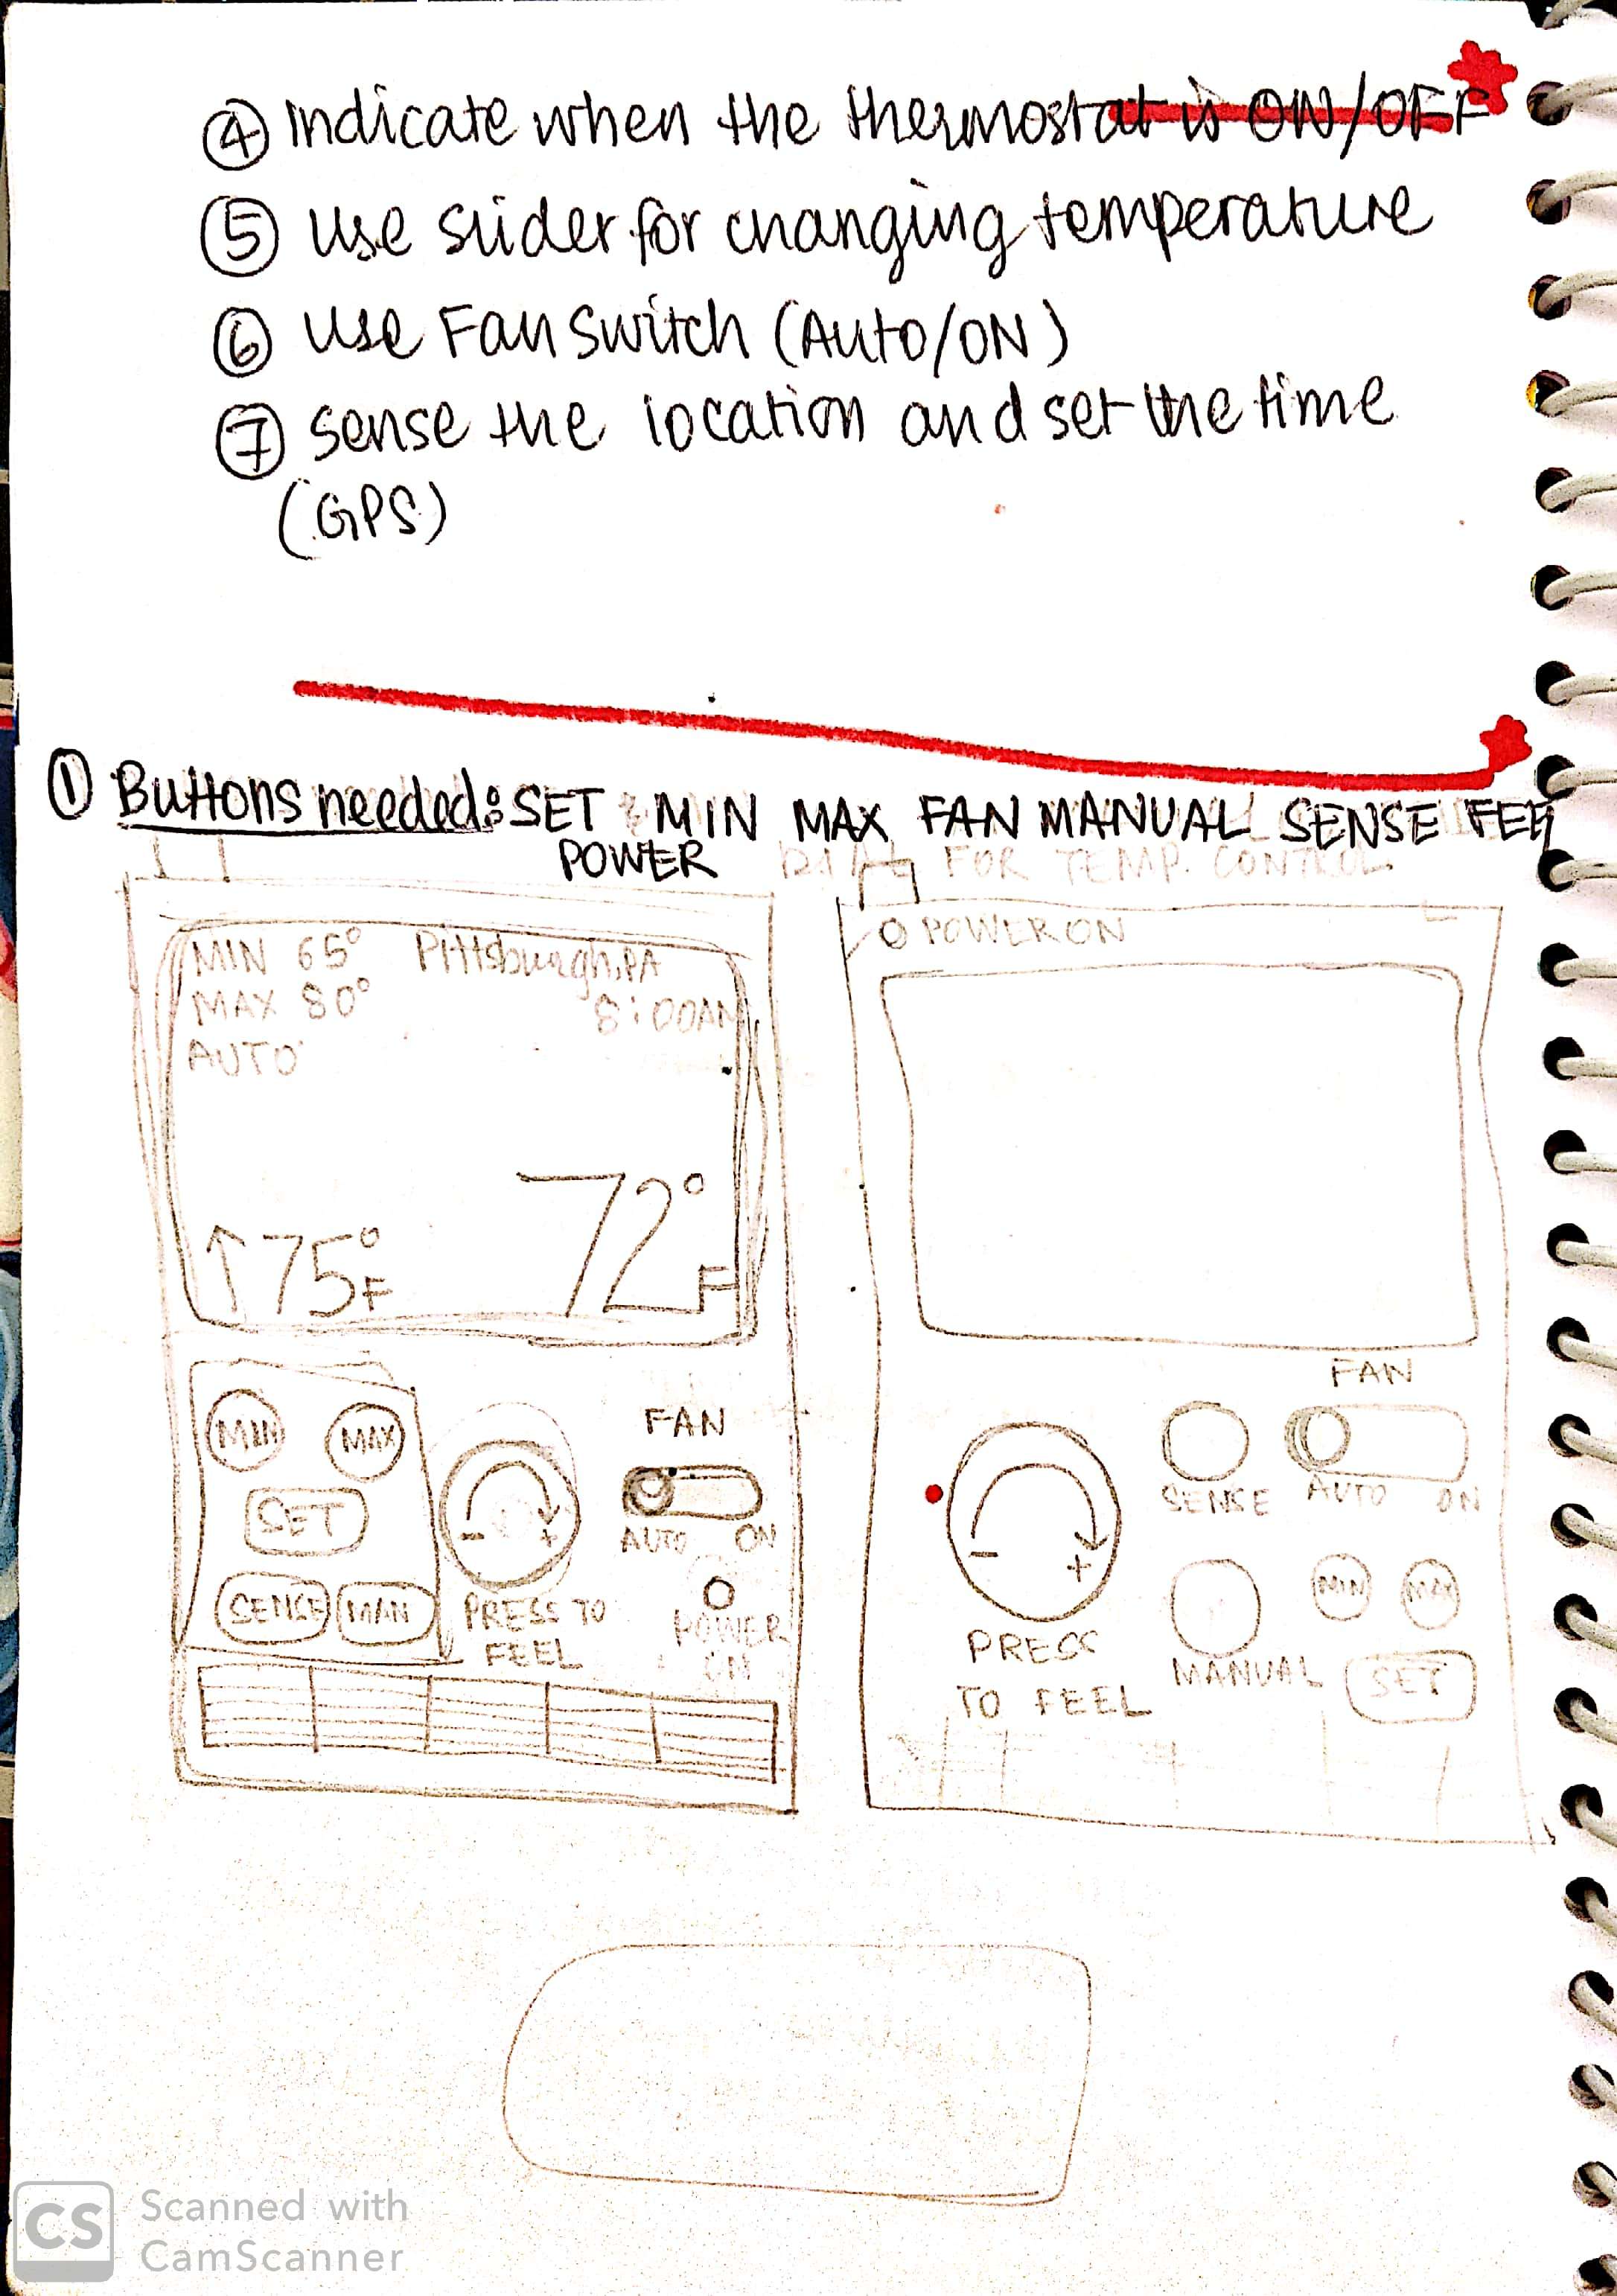 ④ Indicate when the thermostat is ON/OFF
⑤ Use slider for changing temperature
⑥ Use Fan Switch (Auto/ON)
⑦ Sense the location and set the time
(GPS)
① Buttons needed: SET MIN MAX FAN MANUAL SENSE FEEL
POWER DIAL FOR TEMP. CONTROL
MIN 65° Pittsburgh, PA
MAX 80° 8:00AM
AUTO
↑75°F 72°F
MIN MAX
SET
SENSE MAN
- +
PRESS TO
FEEL
FAN
AUTO ON
POWER
ON
O POWER ON
FAN
SENSE AUTO ON
- +
PRESS
TO FEEL
MANUAL
MIN MAX
SET
CS Scanned with
CamScanner